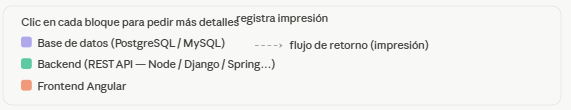 Clic en cada bloque para pedir más detalles
registra impresión
Base de datos (PostgreSQL / MySQL)
flujo de retorno (impresión)
Backend (REST API — Node / Django / Spring…)
Frontend Angular